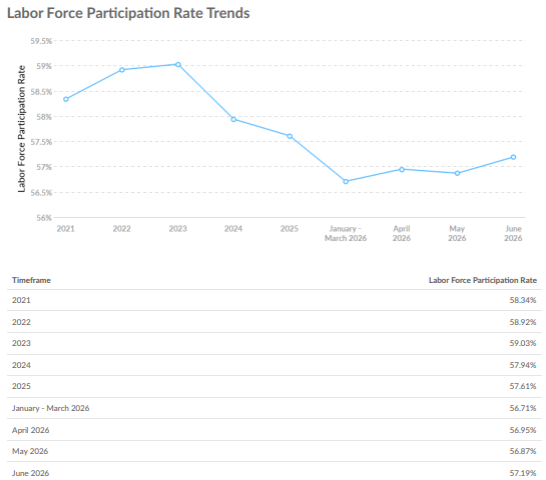 Labor Force Participation Rate Trends
Labor Force Participation Rate
59.5%
59%
58.5%
58%
57.5%
57%
56.5%
56%
2021 2022 2023 2024 2025 January - March 2026 April 2026 May 2026 June 2026
Timeframe Labor Force Participation Rate
2021 58.34%
2022 58.92%
2023 59.03%
2024 57.94%
2025 57.61%
January - March 2026 56.71%
April 2026 56.95%
May 2026 56.87%
June 2026 57.19%